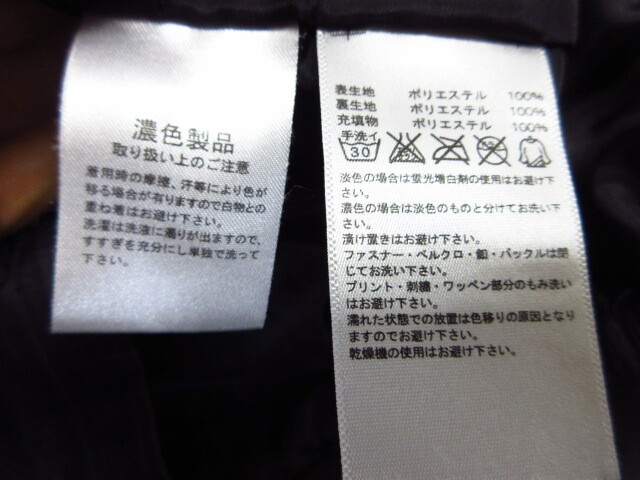 濃色製品
取り扱い上のご注意
着用時の摩擦、汗等により色が
移る場合が有りますので白物との
重ね着はお避け下さい。
洗濯は洗液に濁りが出ますので、
すすぎを充分にし単独で洗って
下さい。
表生地 ポリエステル 100%
裏生地 ポリエステル 100%
充填物 ポリエステル 100%
手洗イ
30
淡色の場合は蛍光増白剤の使用はお避け下
さい。
濃色の場合は淡色のものと分けてお洗い下
さい。
漬け置きはお避け下さい。
ファスナー・ベルクロ・釦・バックルは閉
じてお洗い下さい。
プリント・刺繍・ワッペン部分のもみ洗い
はお避け下さい。
濡れた状態での放置は色移りの原因となり
ますのでお避け下さい。
乾燥機の使用はお避け下さい。